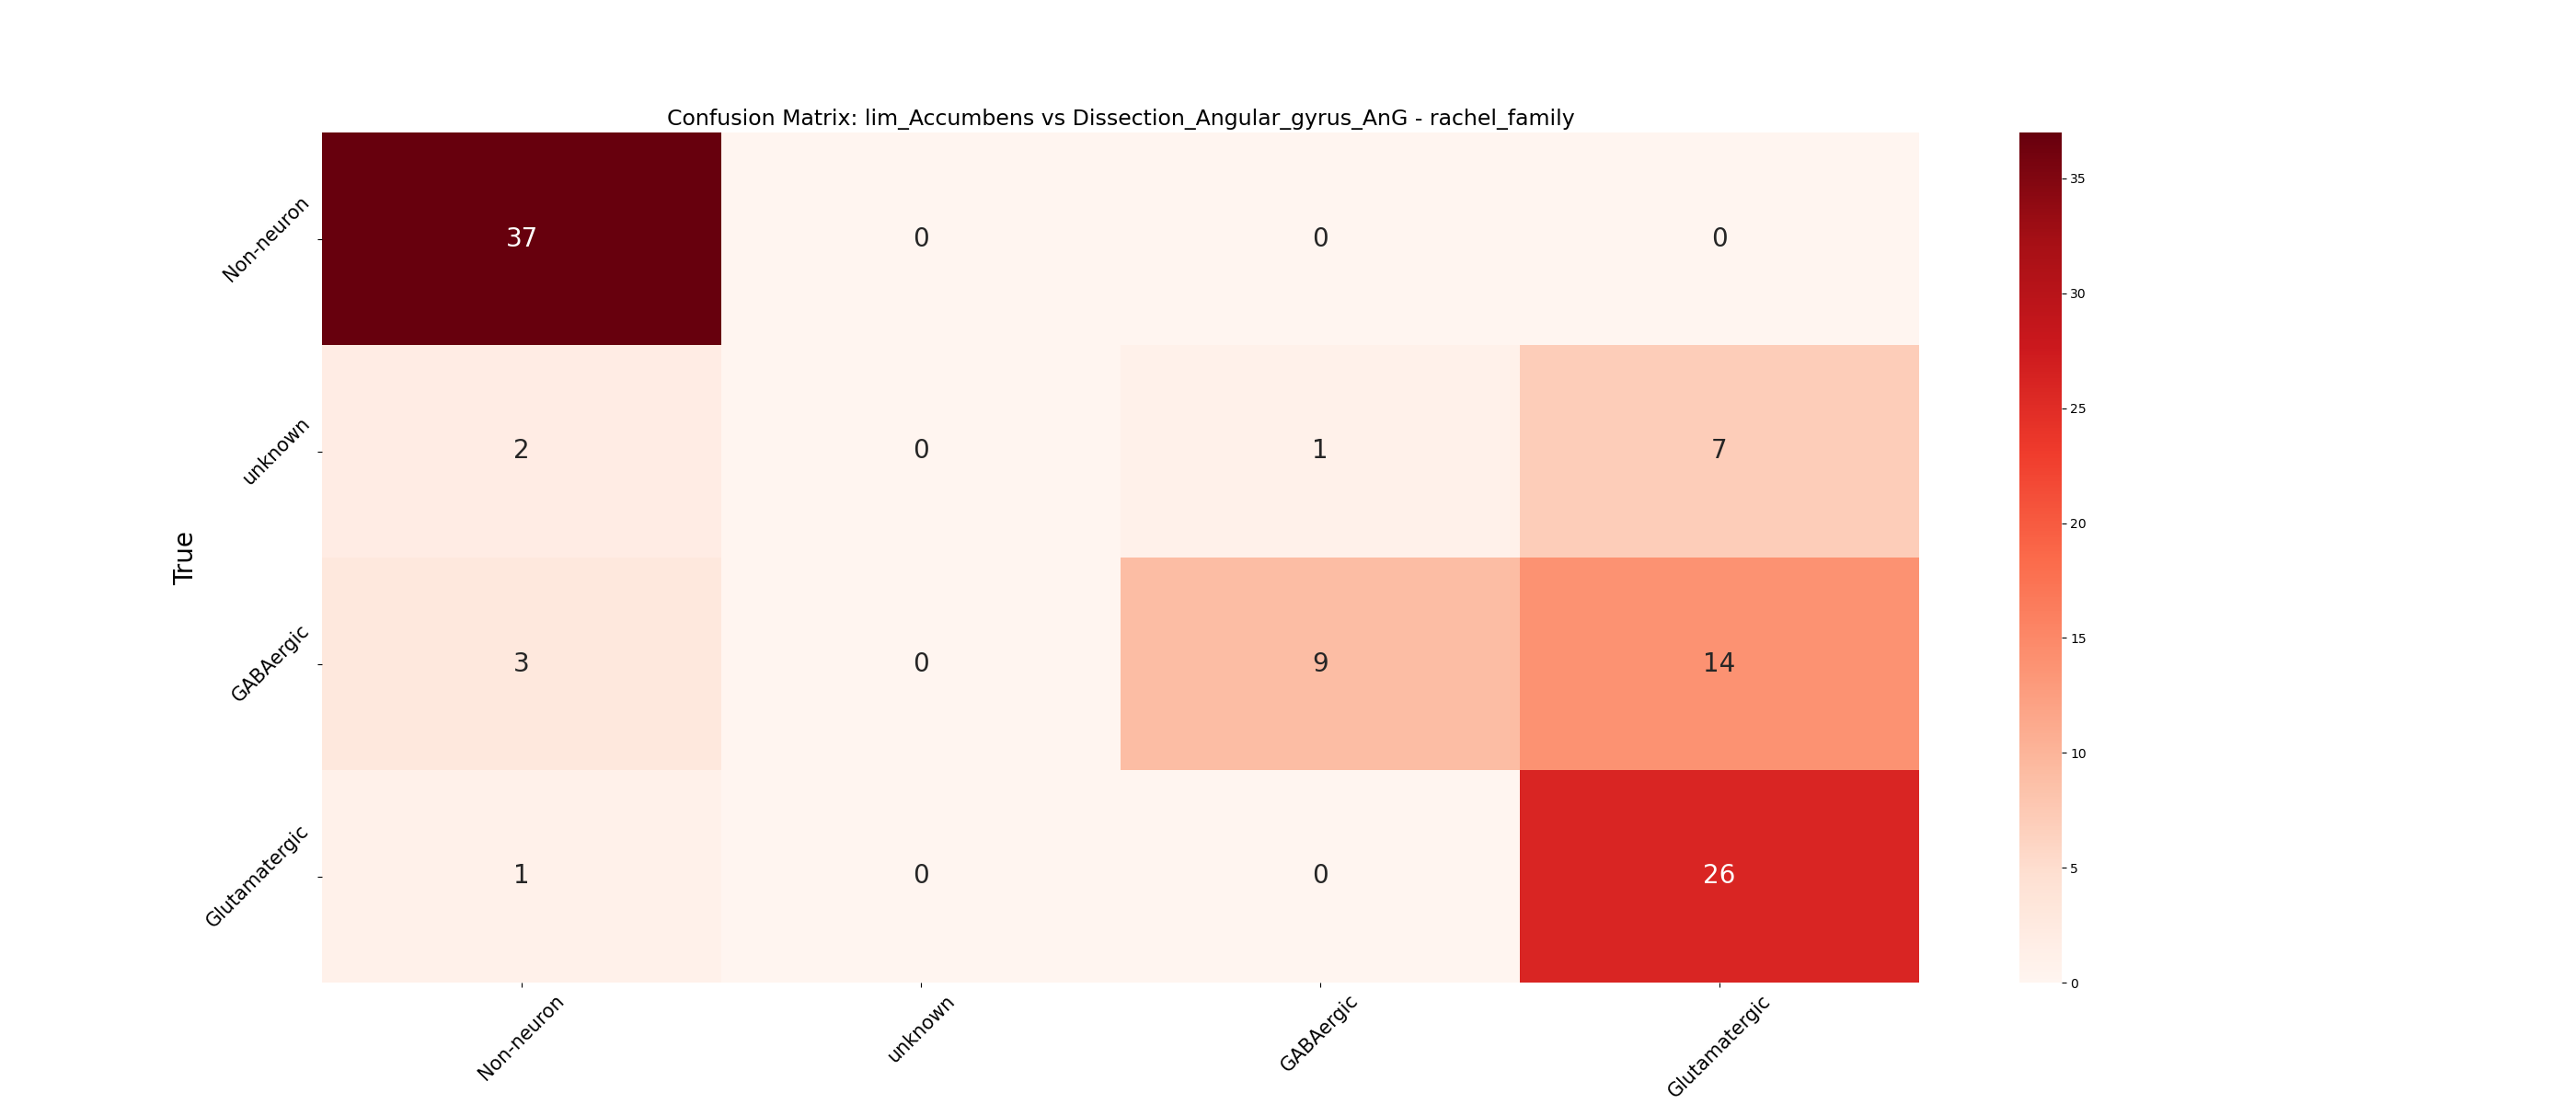 Confusion Matrix: lim_Accumbens vs Dissection_Angular_gyrus_AnG - rachel_family
True
Non-neuron
37
0
0
0
unknown
2
0
1
7
GABAergic
3
0
9
14
Glutamatergic
1
0
0
26
Non-neuron
unknown
GABAergic
Glutamatergic
35
30
25
20
15
10
5
0